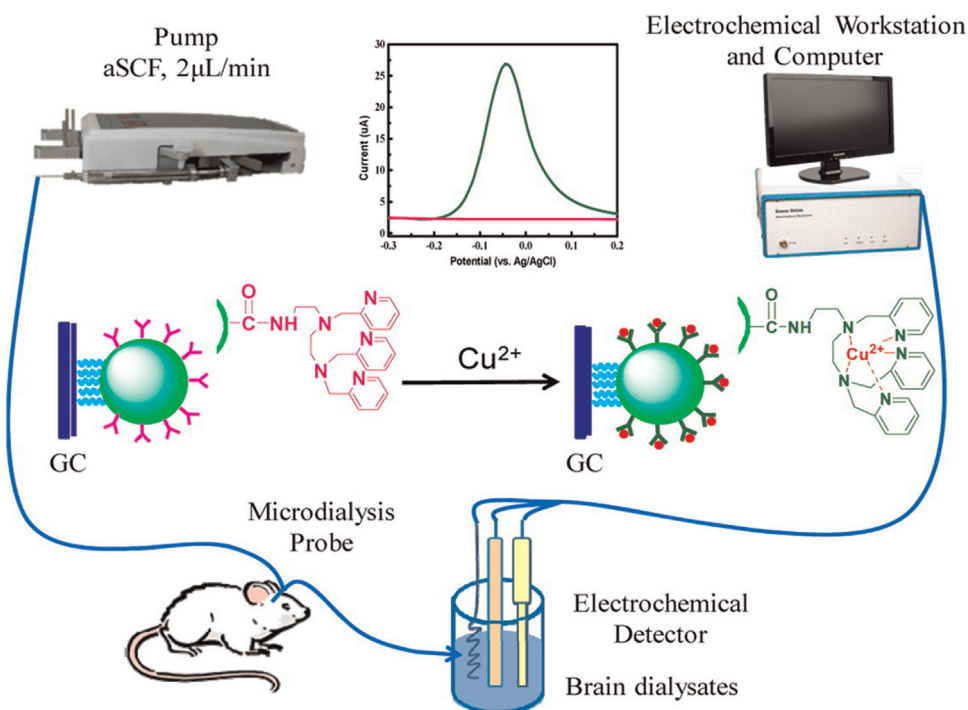 Pump
aSCF, 2μL/min
Electrochemical Workstation
and Computer
30
25
20
15
10
5
0
Current (uA)
-0.3
-0.2
-0.1
0.0
0.1
0.2
Potential (vs. Ag/AgCl)
O
C
NH
N
N
N
N
N
GC
Cu2+
O
C
NH
N
N
N
N
N
Cu2+
GC
Microdialysis
Probe
Electrochemical
Detector
Brain dialysates